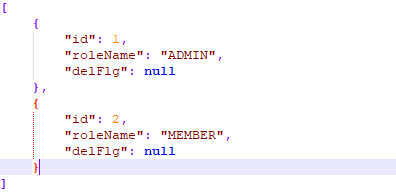 [
    {
        "id": 1,
        "roleName": "ADMIN",
        "delFlg": null
    },
    {
        "id": 2,
        "roleName": "MEMBER",
        "delFlg": null
    }
]